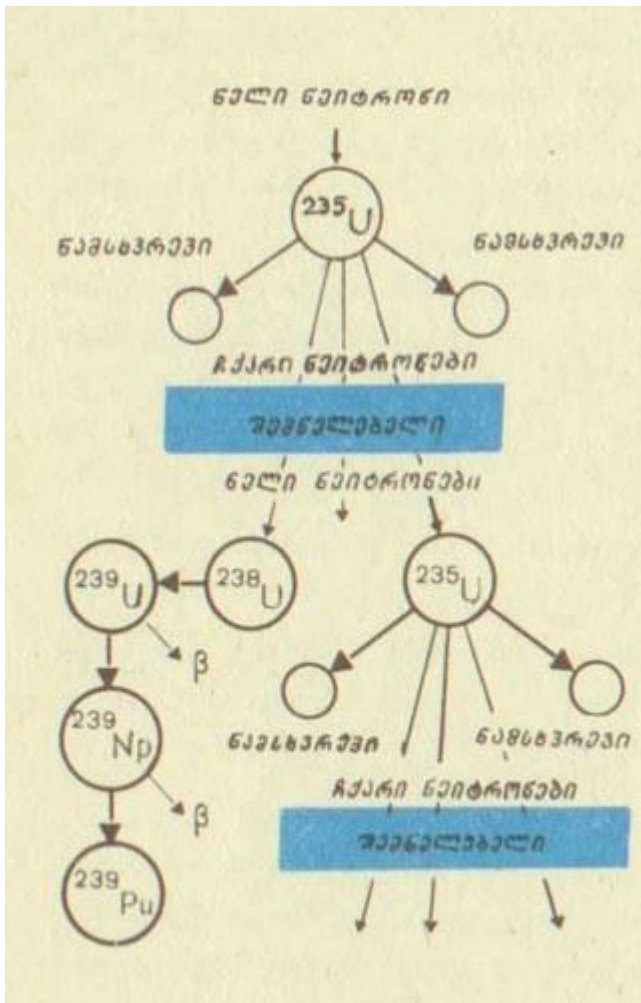 ნელი ნეიტრონი
235U
ნამსხვრევი
ნამსხვრევი
ჩქარი ნეიტრონები
შემნელებელი
ნელი ნეიტრონები
239U
238U
235U
β
239Np
ნამსხვრევი
ნამსხვრევი
β
ჩქარი ნეიტრონები
შემნელებელი
239Pu